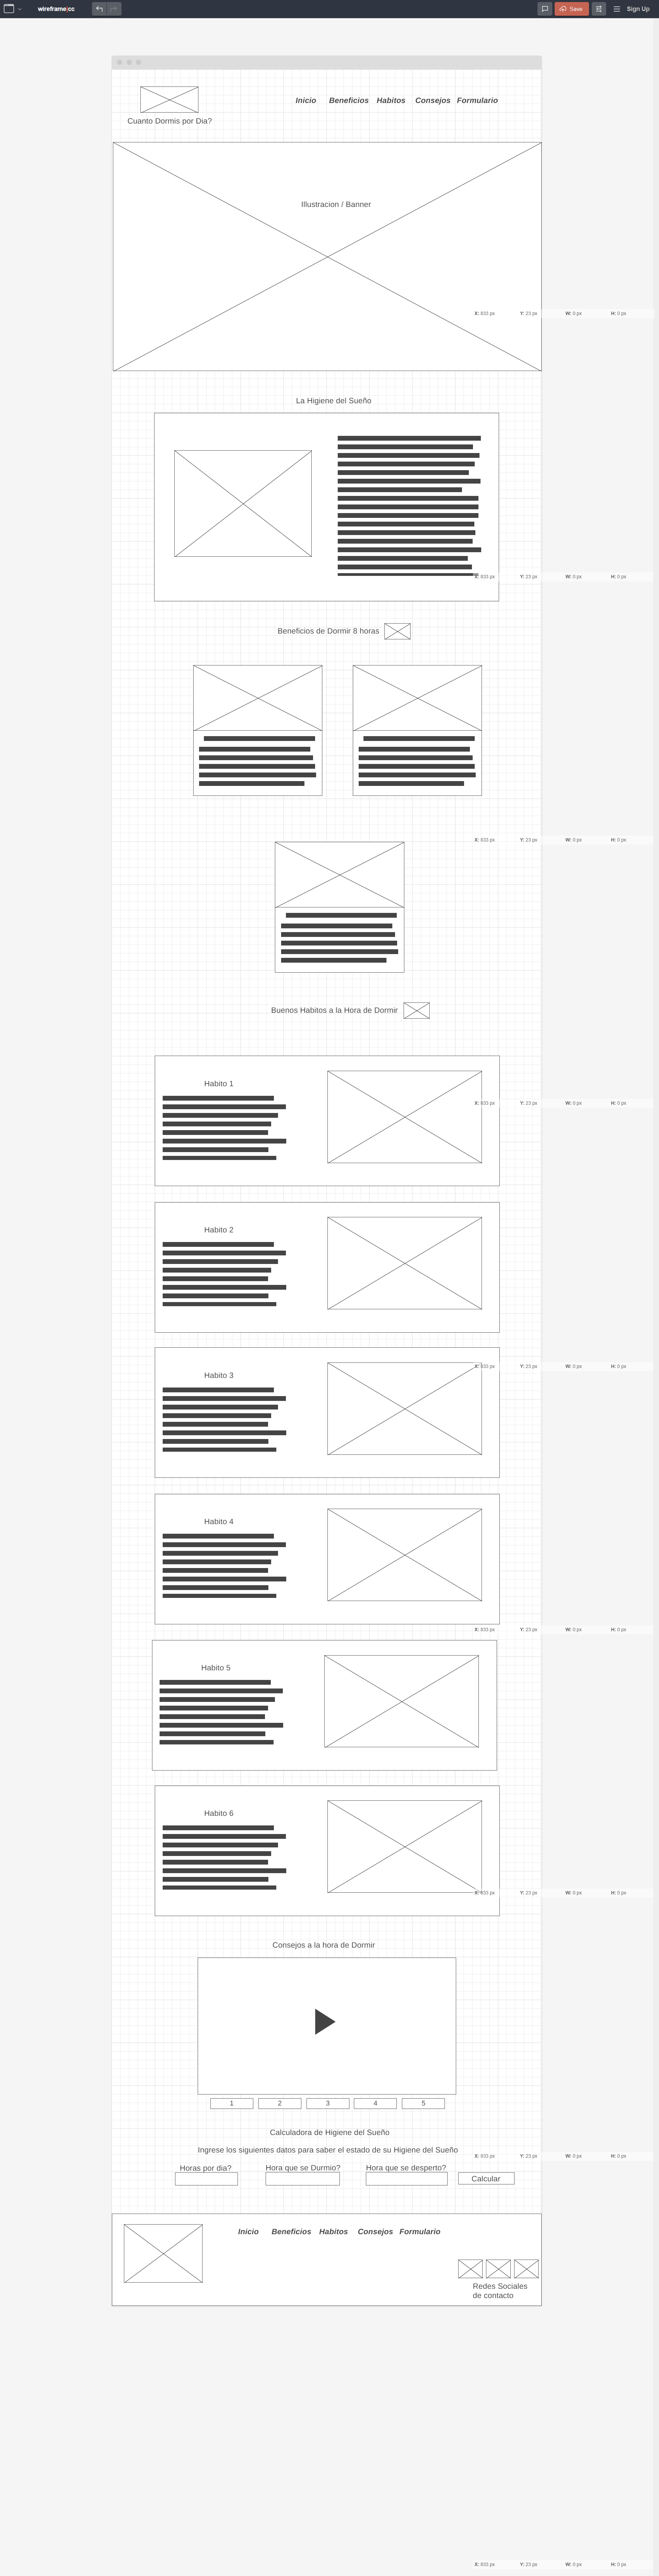 wireframe|cc
Save
Sign Up
Inicio Beneficios Habitos Consejos Formulario
Cuanto Dormis por Dia?
Illustracion / Banner
X: 833 px Y: 23 px W: 0 px H: 0 px
La Higiene del Sueño
X: 833 px Y: 23 px W: 0 px H: 0 px
Beneficios de Dormir 8 horas
X: 833 px Y: 23 px W: 0 px H: 0 px
Buenos Habitos a la Hora de Dormir
Habito 1
X: 833 px Y: 23 px W: 0 px H: 0 px
Habito 2
X: 833 px Y: 23 px W: 0 px H: 0 px
Habito 3
Habito 4
X: 833 px Y: 23 px W: 0 px H: 0 px
Habito 5
Habito 6
X: 833 px Y: 23 px W: 0 px H: 0 px
Consejos a la hora de Dormir
1 2 3 4 5
Calculadora de Higiene del Sueño
Ingrese los siguientes datos para saber el estado de su Higiene del Sueño
X: 833 px Y: 23 px W: 0 px H: 0 px
Horas por dia? Hora que se Durmio? Hora que se desperto?
Calcular
Inicio Beneficios Habitos Consejos Formulario
Redes Sociales
de contacto
X: 833 px Y: 23 px W: 0 px H: 0 px